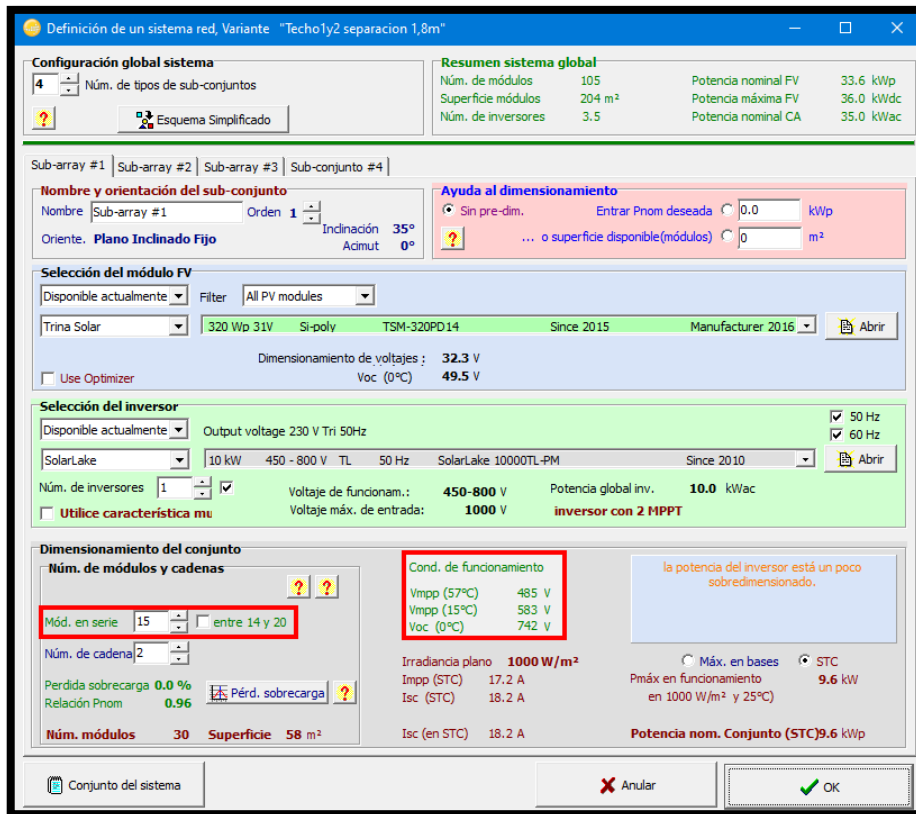 Definición de un sistema red, Variante "Techo1y2 separacion 1,8m"
Configuración global sistema
4 Núm. de tipos de sub-conjuntos
? Esquema Simplificado
Resumen sistema global
Núm. de módulos 105 Potencia nominal FV 33.6 kWp
Superficie módulos 204 m² Potencia máxima FV 36.0 kWdc
Núm. de inversores 3.5 Potencia nominal CA 35.0 kWac
Sub-array #1 Sub-array #2 Sub-array #3 Sub-conjunto #4
Nombre y orientación del sub-conjunto
Nombre Sub-array #1 Orden 1
Oriente. Plano Inclinado Fijo Inclinación 35°
Acimut 0°
Ayuda al dimensionamiento
Sin pre-dim. Entrar Pnom deseada 0.0 kWp
? ... o superficie disponible(módulos) 0 m²
Selección del módulo FV
Disponible actualmente Filter All PV modules
Trina Solar 320 Wp 31V Si-poly TSM-320PD14 Since 2015 Manufacturer 2016 Abrir
Dimensionamiento de voltajes : 32.3 V
Use Optimizer Voc (0°C) 49.5 V
Selección del inversor
Disponible actualmente Output voltage 230 V Tri 50Hz 50 Hz
60 Hz
SolarLake 10 kW 450 - 800 V TL 50 Hz SolarLake 10000TL-PM Since 2010 Abrir
Núm. de inversores 1 Voltaje de funcionam.: 450-800 V Potencia global inv. 10.0 kWac
Utilice característica mu Voltaje máx. de entrada: 1000 V inversor con 2 MPPT
Dimensionamiento del conjunto
Núm. de módulos y cadenas
? ?
Mód. en serie 15 entre 14 y 20
Núm. de cadena 2
Perdida sobrecarga 0.0 %
Relación Pnom 0.96
Pérd. sobrecarga ?
Núm. módulos 30 Superficie 58 m²
Cond. de funcionamiento
Vmpp (57°C) 485 V
Vmpp (15°C) 583 V
Voc (0°C) 742 V
Irradiancia plano 1000 W/m²
Impp (STC) 17.2 A
Isc (STC) 18.2 A
Isc (en STC) 18.2 A
la potencia del inversor está un poco
sobredimensionado.
Máx. en bases STC
Pmáx en funcionamiento 9.6 kW
en 1000 W/m² y 25°C)
Potencia nom. Conjunto (STC)9.6 kWp
Conjunto del sistema Anular OK